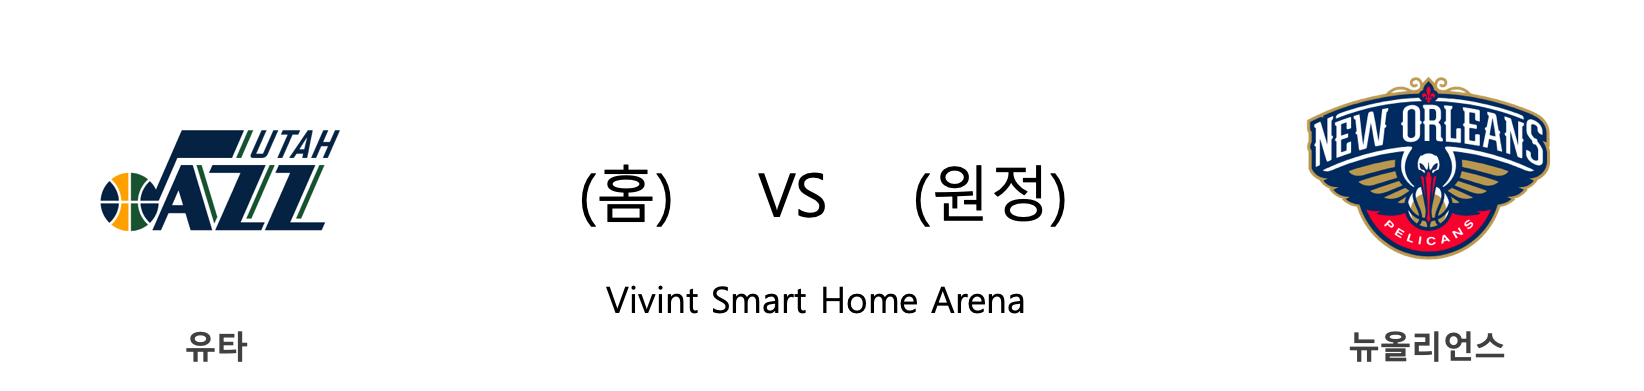 UTAH
JAZZ
NEW ORLEANS
PELICANS
(홈) VS (원정)
Vivint Smart Home Arena
유타
뉴올리언스